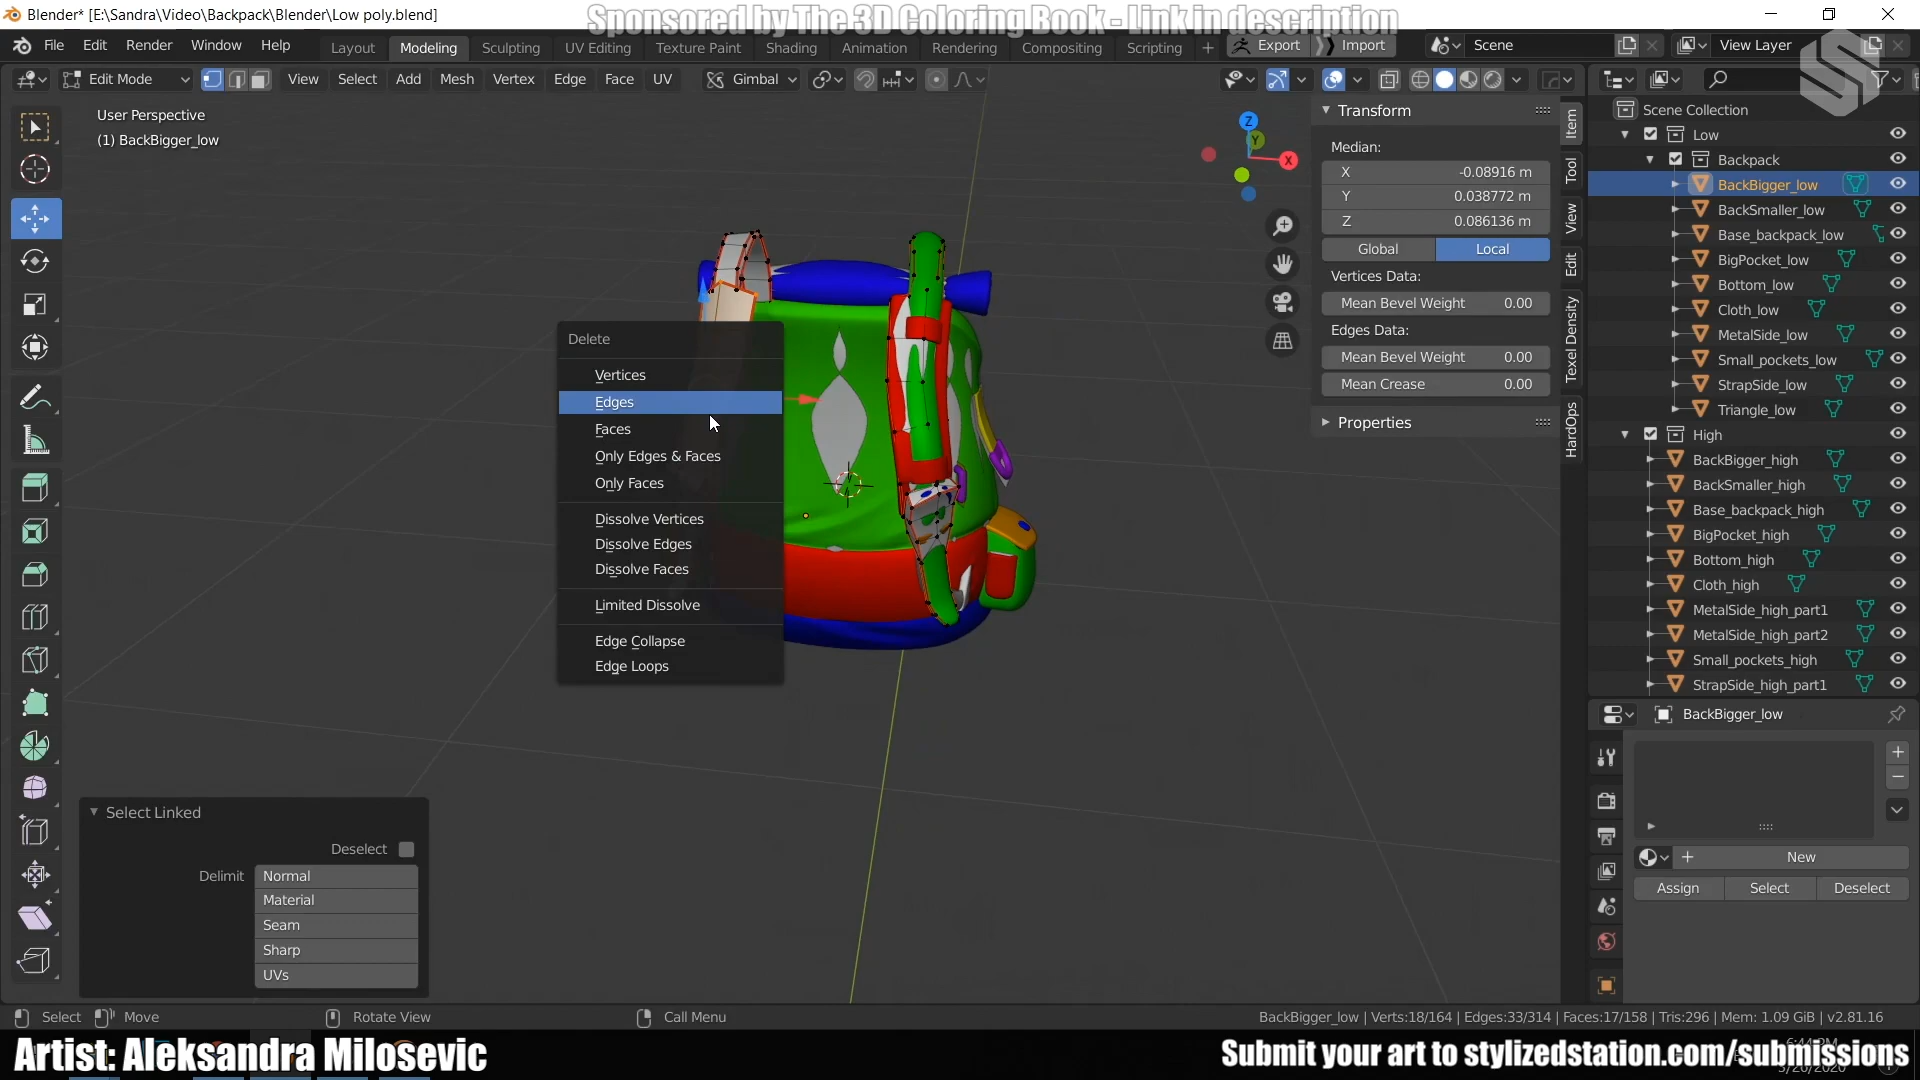 Blender* [E:\Sandra\Video\Backpack\Blender\Low poly.blend]
Sponsored by The 3D Coloring Book - Link in description
File Edit Render Window Help
Layout Modeling Sculpting UV Editing Texture Paint Shading Animation Rendering Compositing Scripting +
Export Import
Scene
View Layer
Edit Mode
View Select Add Mesh Vertex Edge Face UV
Gimbal
User Perspective
(1) BackBigger_low
Z
Y
X
Transform
Median:
X -0.08916 m
Y 0.038772 m
Z 0.086136 m
Global Local
Vertices Data:
Mean Bevel Weight 0.00
Edges Data:
Mean Bevel Weight 0.00
Mean Crease 0.00
Properties
Item
Tool
View
Edit
Texel Density
HardOps
Scene Collection
Low
Backpack
BackBigger_low
BackSmaller_low
Base_backpack_low
BigPocket_low
Bottom_low
Cloth_low
MetalSide_low
Small_pockets_low
StrapSide_low
Triangle_low
High
BackBigger_high
BackSmaller_high
Base_backpack_high
BigPocket_high
Bottom_high
Cloth_high
MetalSide_high_part1
MetalSide_high_part2
Small_pockets_high
StrapSide_high_part1
BackBigger_low
New
Assign Select Deselect
Delete
Vertices
Edges
Faces
Only Edges & Faces
Only Faces
Dissolve Vertices
Dissolve Edges
Dissolve Faces
Limited Dissolve
Edge Collapse
Edge Loops
Select Linked
Deselect
Delimit Normal
Material
Seam
Sharp
UVs
Select Move Rotate View Call Menu
BackBigger_low | Verts:18/164 | Edges:33/314 | Faces:17/158 | Tris:296 | Mem: 1.09 GiB | v2.81.16
Artist: Aleksandra Milosevic
Submit your art to stylizedstation.com/submissions